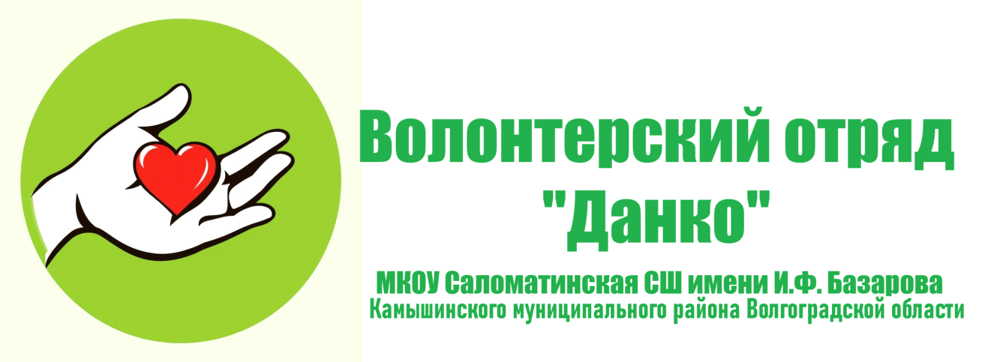 Волонтерский отряд
"Данко"
МКОУ Саломатинская СШ имени И.Ф. Базарова
Камышинского муниципального района Волгоградской области